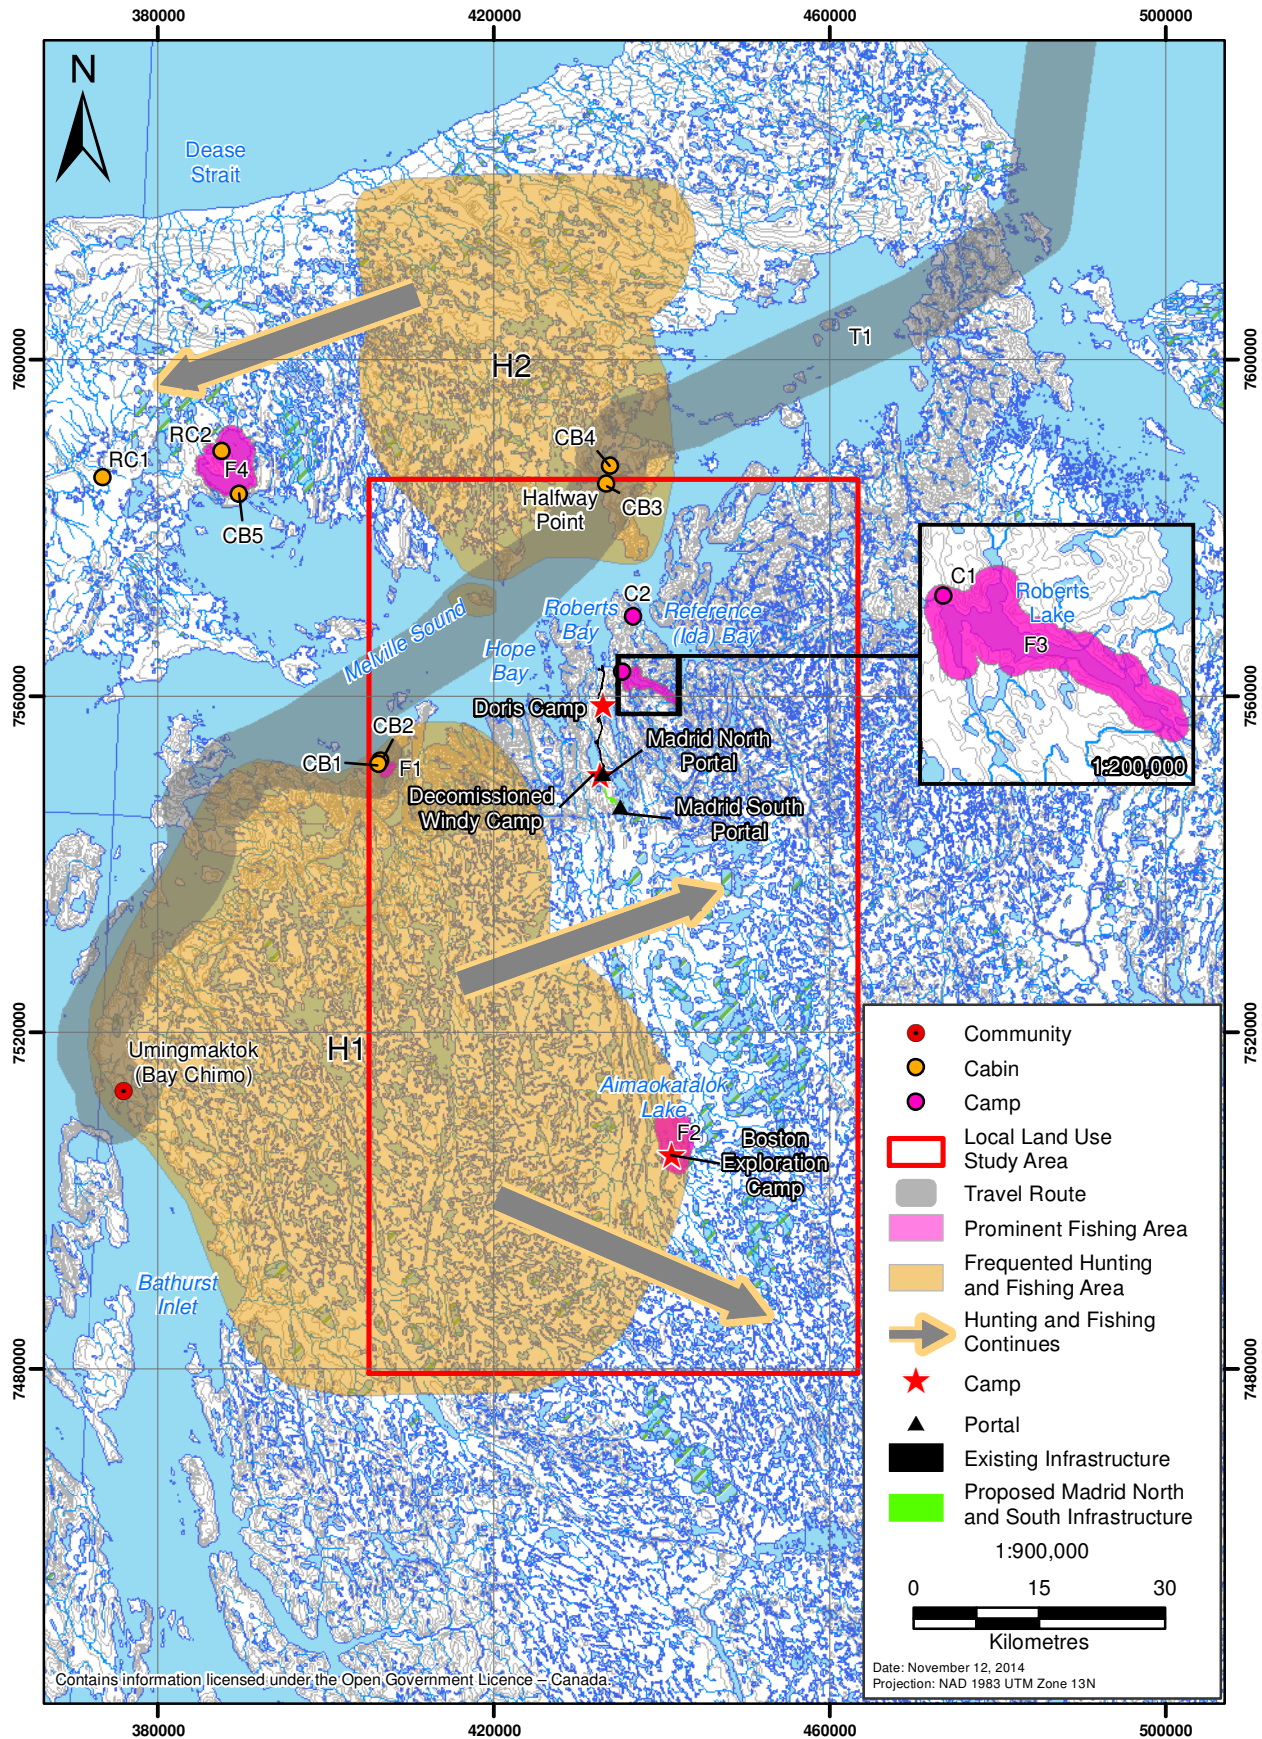 380000
420000
460000
500000
N
Dease
Strait
T1
7600000
7600000
H2
CB4
RC2
RC1
F4
Halfway
Point
CB3
CB5
C1
Roberts
Lake
F3
1:200,000
C2
Roberts
Bay
Reference
(Ida) Bay
Melville Sound
Hope
Bay
7560000
7560000
Doris Camp
CB2
CB1
F1
Madrid North
Portal
Decomissioned
Windy Camp
Madrid South
Portal
7520000
7520000
Umingmaktok
(Bay Chimo)
H1
Aimaokatalok
Lake
F2
Boston
Exploration
Camp
Bathurst
Inlet
7480000
7480000
Community
Cabin
Camp
Local Land Use
Study Area
Travel Route
Prominent Fishing Area
Frequented Hunting
and Fishing Area
Hunting and Fishing
Continues
Camp
Portal
Existing Infrastructure
Proposed Madrid North
and South Infrastructure
1:900,000
0 15 30
Kilometres
Date: November 12, 2014
Projection: NAD 1983 UTM Zone 13N
Contains information licensed under the Open Government Licence – Canada.
380000
420000
460000
500000